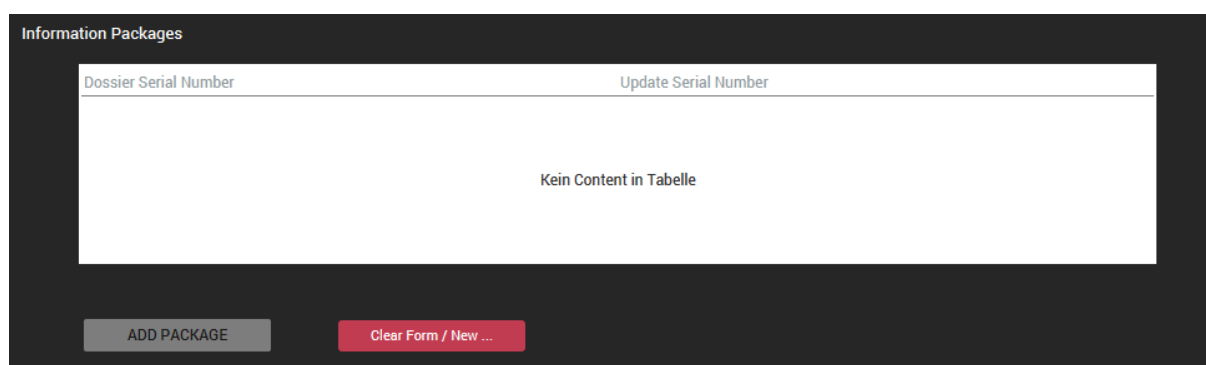 Information Packages
Dossier Serial Number Update Serial Number
Kein Content in Tabelle
ADD PACKAGE Clear Form / New ...